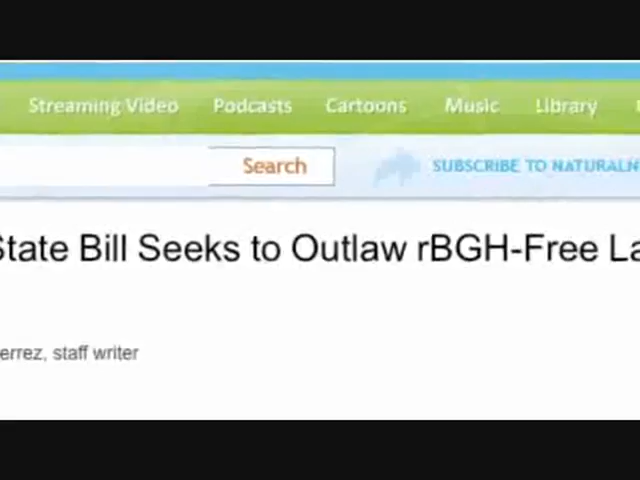 Streaming Video Podcasts Cartoons Music Library
Search SUBSCRIBE TO NATURALN
State Bill Seeks to Outlaw rBGH-Free La
errez, staff writer